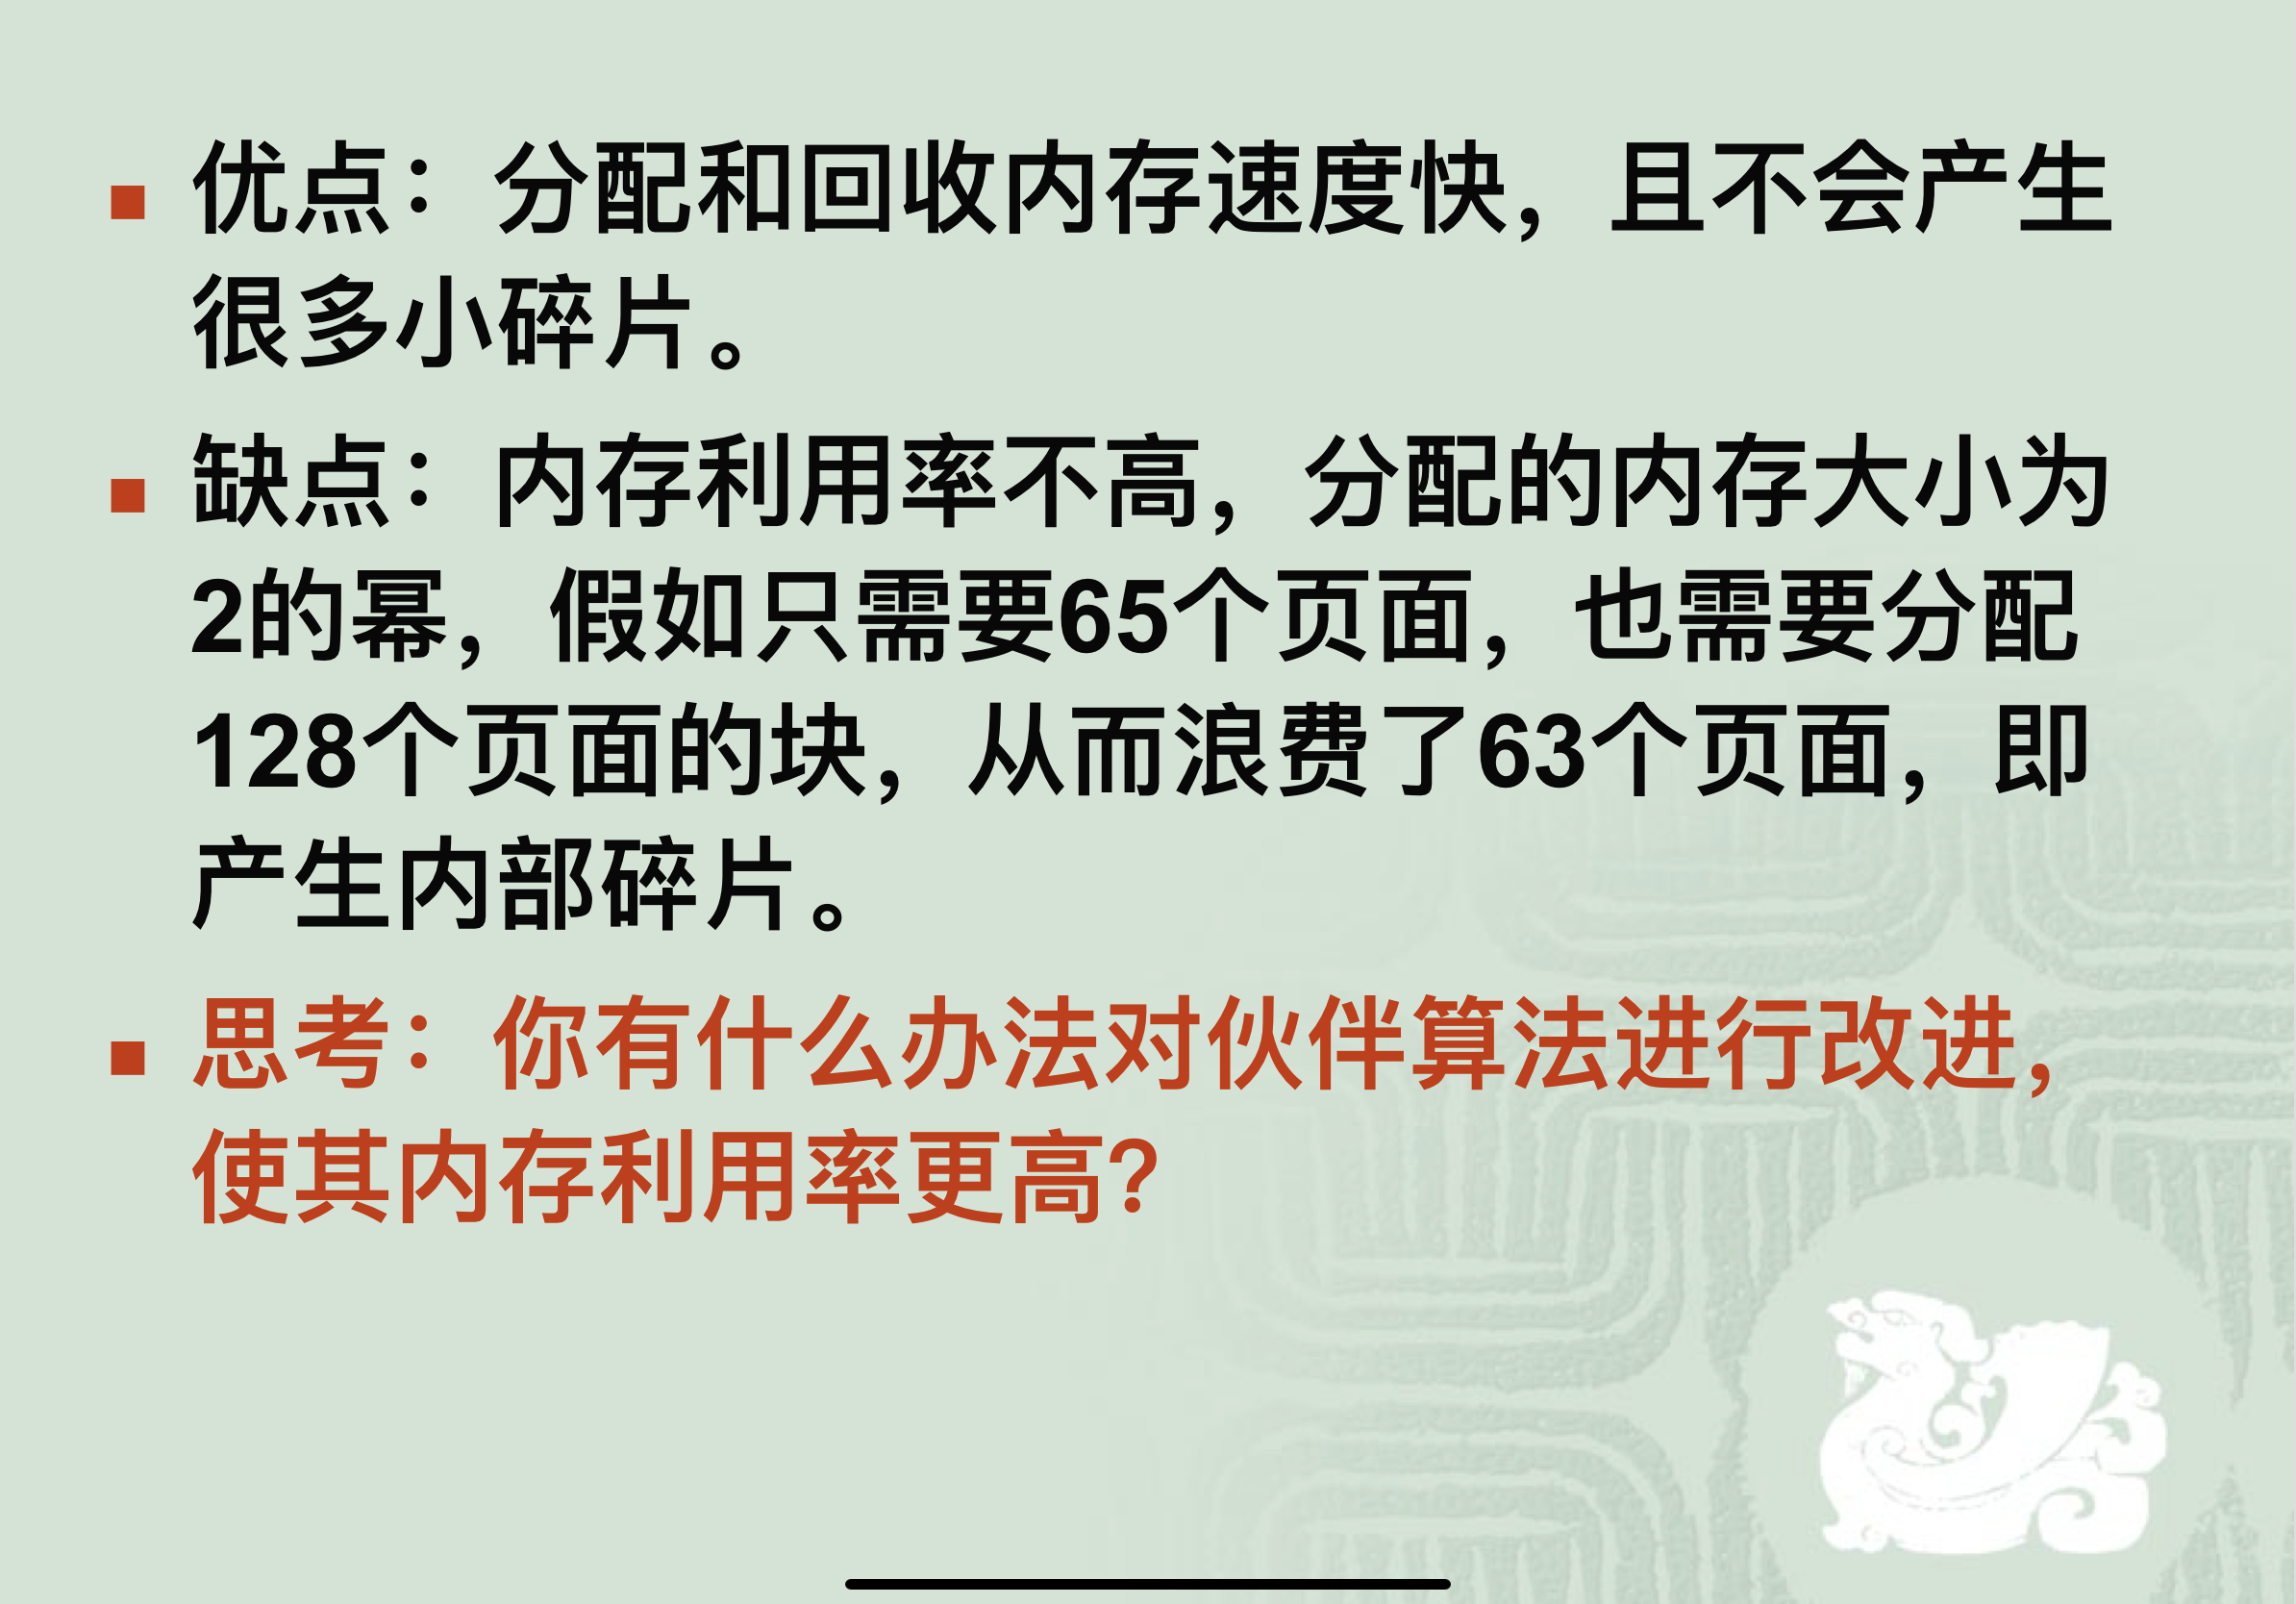 优点：分配和回收内存速度快，且不会产生
很多小碎片。
缺点：内存利用率不高，分配的内存大小为
2的幂，假如只需要65个页面，也需要分配
128个页面的块，从而浪费了63个页面，即
产生内部碎片。
思考：你有什么办法对伙伴算法进行改进，
使其内存利用率更高？